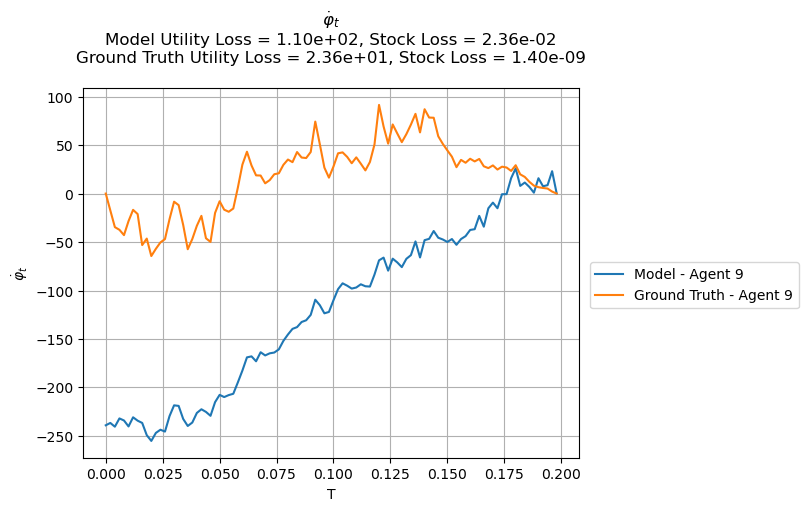 φ̇ₜ
Model Utility Loss = 1.10e+02, Stock Loss = 2.36e-02
Ground Truth Utility Loss = 2.36e+01, Stock Loss = 1.40e-09
100
50
0
−50
−100
−150
−200
−250
φ̇ₜ
0.000
0.025
0.050
0.075
0.100
0.125
0.150
0.175
0.200
T
Model - Agent 9
Ground Truth - Agent 9